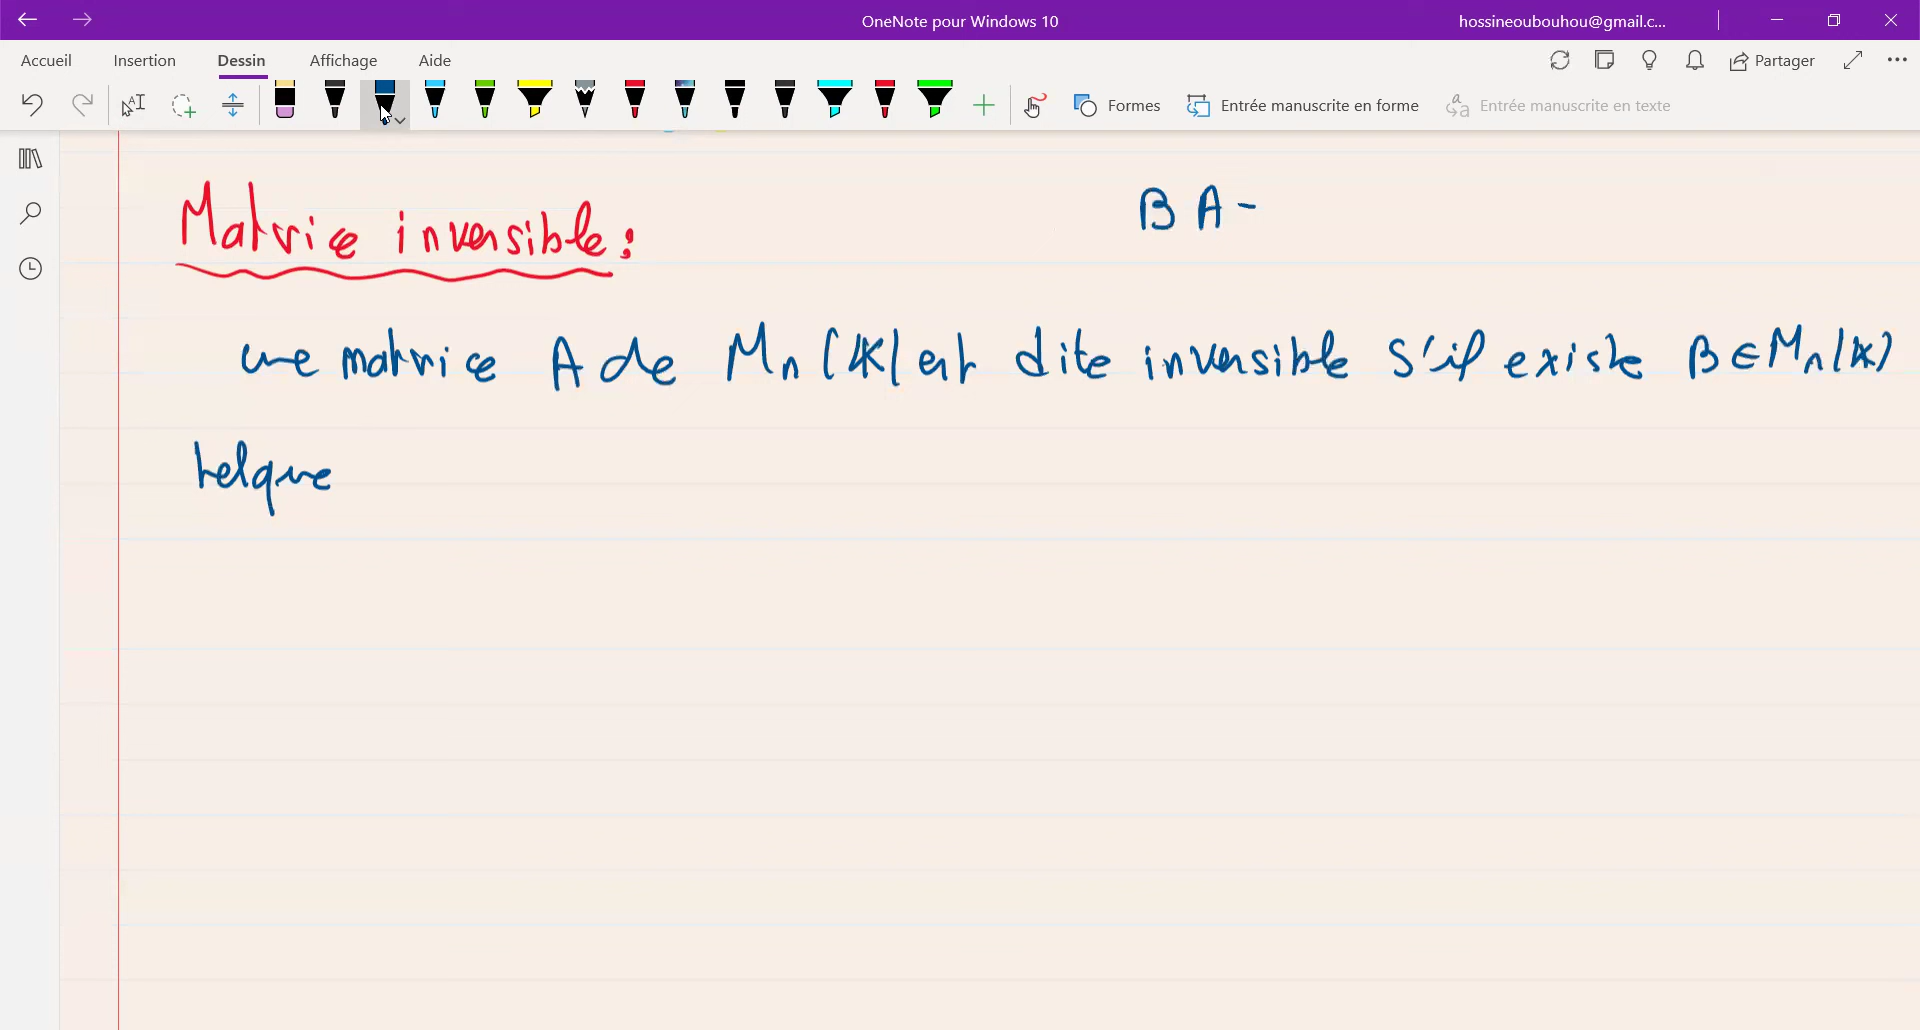 OneNote pour Windows 10
hossineoubouhou@gmail.c...
Accueil Insertion Dessin Affichage Aide
Partager
Formes Entrée manuscrite en forme Entrée manuscrite en texte
Matrice inversible :
B A -
une matrice A de Mn (K) est dite inversible s'il existe B ∈ Mn (K)
telque